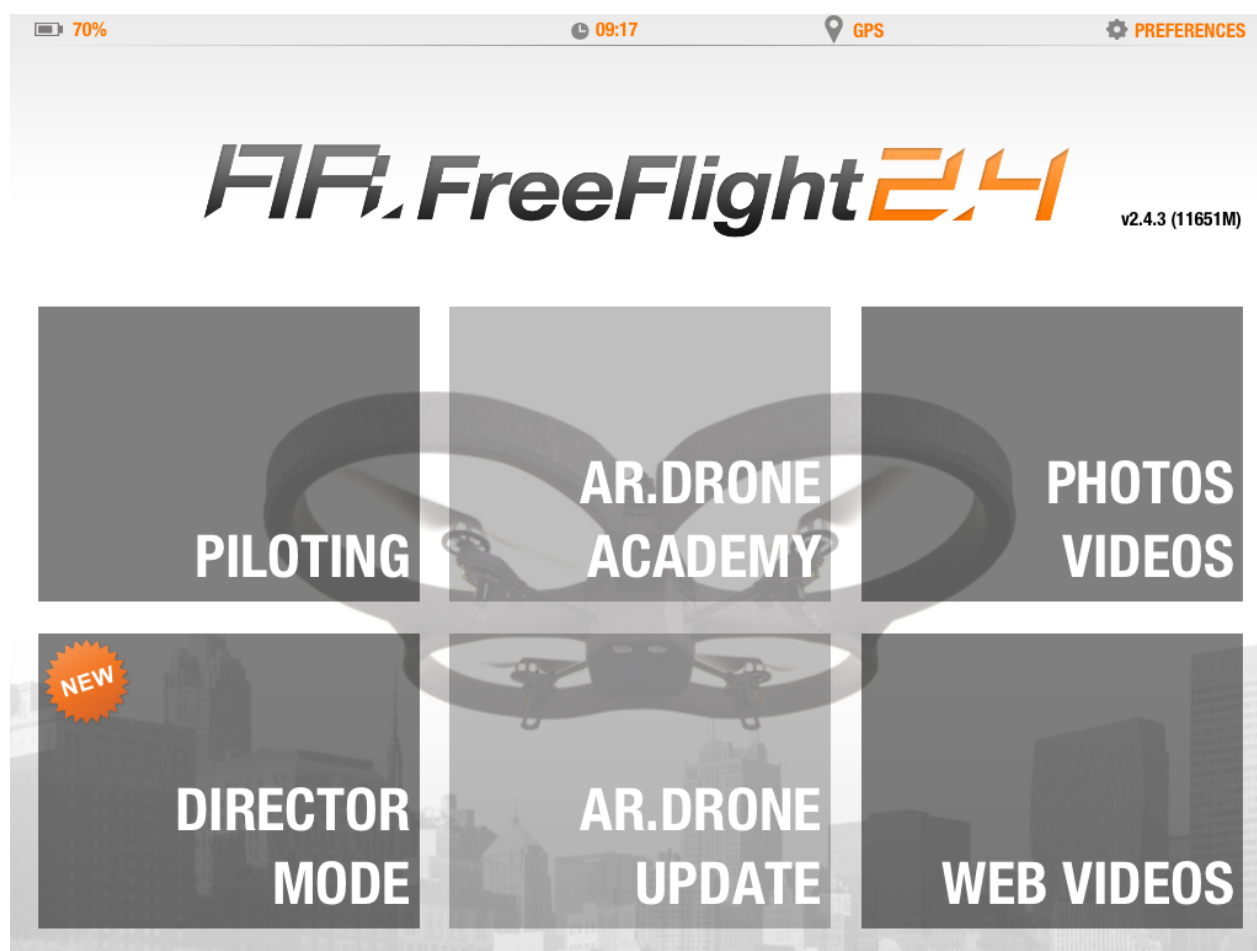 70%
09:17
GPS
PREFERENCES
AR.FreeFlight2.4
v2.4.3 (11651M)
PILOTING
AR.DRONE
ACADEMY
PHOTOS
VIDEOS
NEW
DIRECTOR
MODE
AR.DRONE
UPDATE
WEB VIDEOS